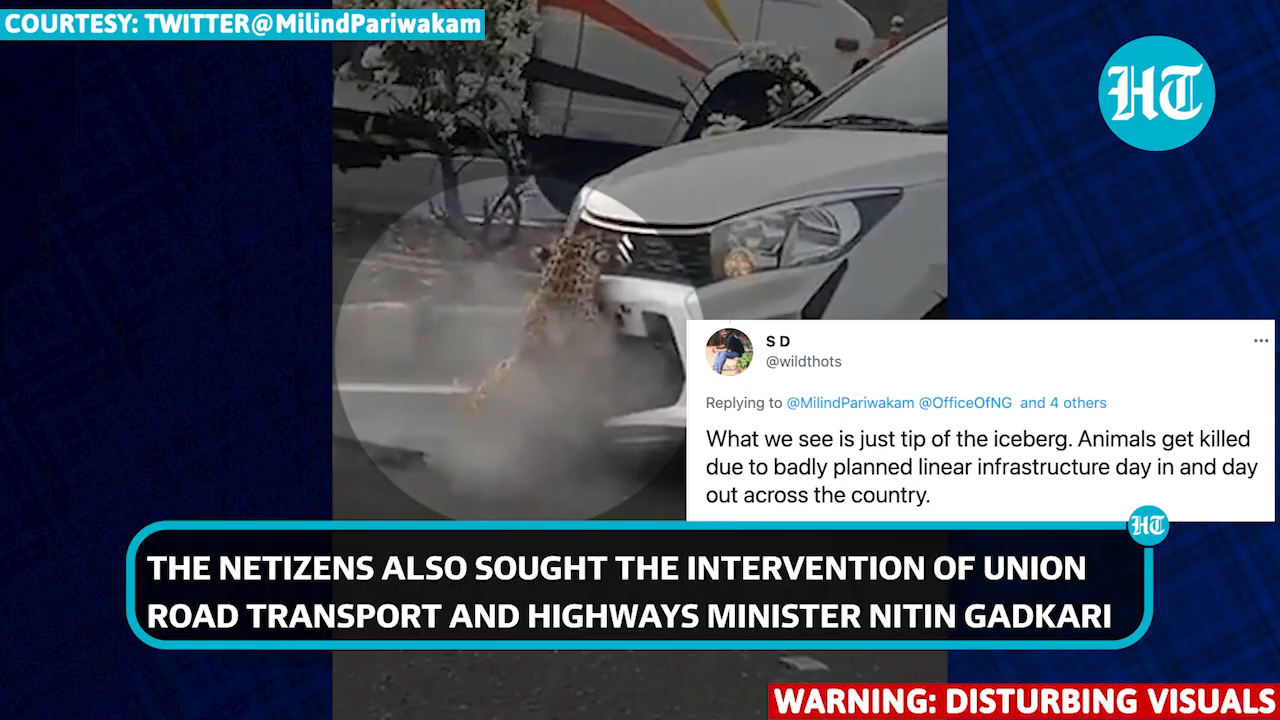 COURTESY: TWITTER@MilindPariwakam
HT
S D
@wildthots
Replying to @MilindPariwakam @OfficeOfNG and 4 others
What we see is just tip of the iceberg. Animals get killed
due to badly planned linear infrastructure day in and day
out across the country.
HT
THE NETIZENS ALSO SOUGHT THE INTERVENTION OF UNION
ROAD TRANSPORT AND HIGHWAYS MINISTER NITIN GADKARI
WARNING: DISTURBING VISUALS